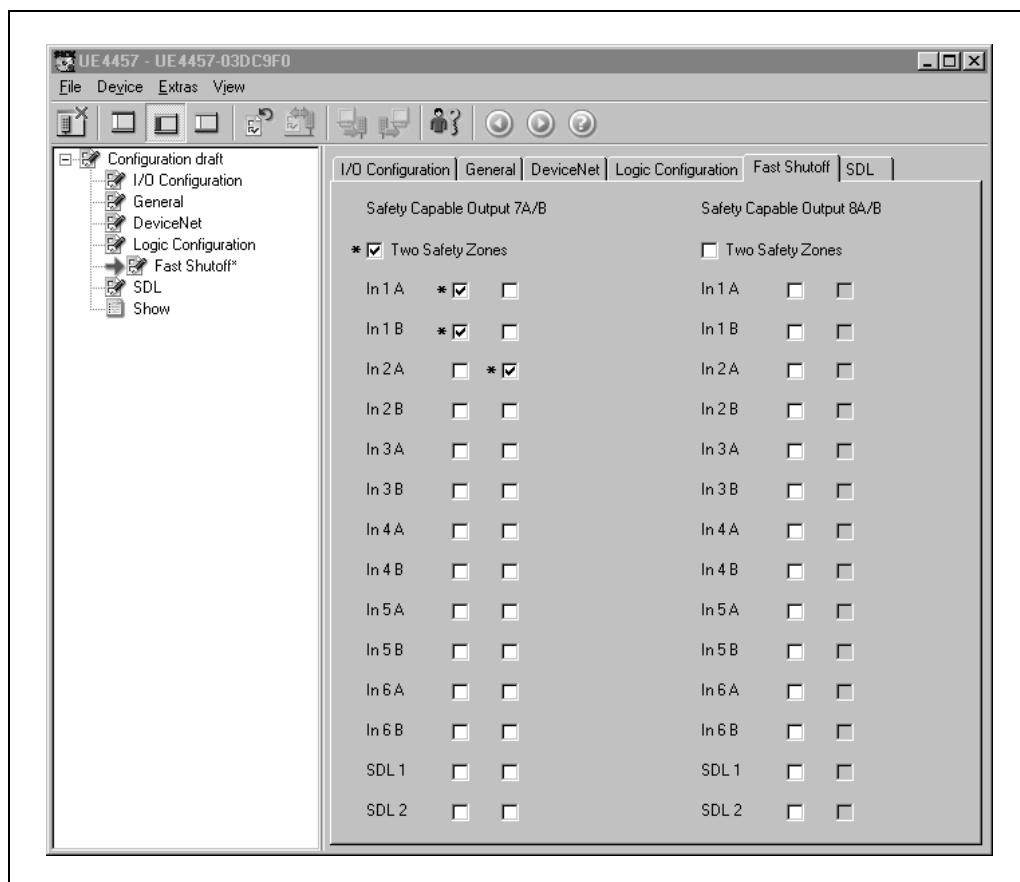 UE4457 - UE4457-03DC9F0
File Device Extras View
Configuration draft
I/O Configuration
General
DeviceNet
Logic Configuration
Fast Shutoff*
SDL
Show
I/O Configuration General DeviceNet Logic Configuration Fast Shutoff SDL
Safety Capable Output 7A/B
* Two Safety Zones
In 1 A *
In 1 B *
In 2 A *
In 2 B
In 3 A
In 3 B
In 4 A
In 4 B
In 5 A
In 5 B
In 6 A
In 6 B
SDL 1
SDL 2
Safety Capable Output 8A/B
Two Safety Zones
In 1 A
In 1 B
In 2 A
In 2 B
In 3 A
In 3 B
In 4 A
In 4 B
In 5 A
In 5 B
In 6 A
In 6 B
SDL 1
SDL 2